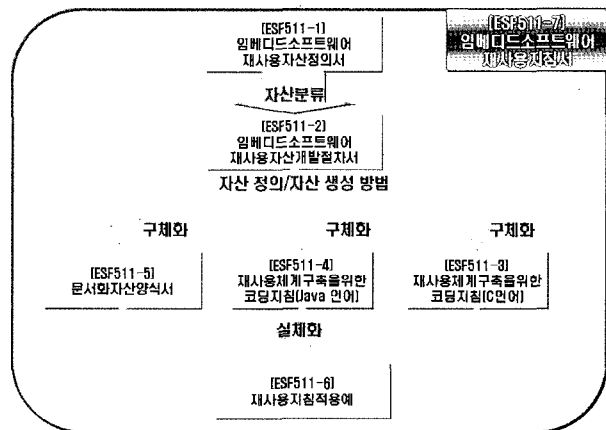 [ESF511-1]
임베디드소프트웨어
재사용자산정의서
[ESF511-7]
임베디드소프트웨어
재사용지침서
자산분류
[ESF511-2]
임베디드소프트웨어
재사용자산개발절차서
자산 정의/자산 생성 방법
구체화
구체화
구체화
[ESF511-5]
문서화자산양식서
[ESF511-4]
재사용체계구축을위한
코딩지침(Java 언어)
[ESF511-3]
재사용체계구축을위한
코딩지침(C언어)
실체화
[ESF511-6]
재사용지침적용예